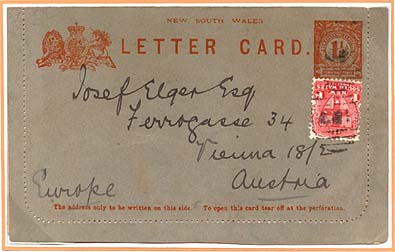 NEW SOUTH WALES
LETTER CARD.
Josef Elger Esq
Ferrogasse 34
Vienna 18/2
Austria
Europe
The address only to be written on this side. To open this card tear off at the perforation.